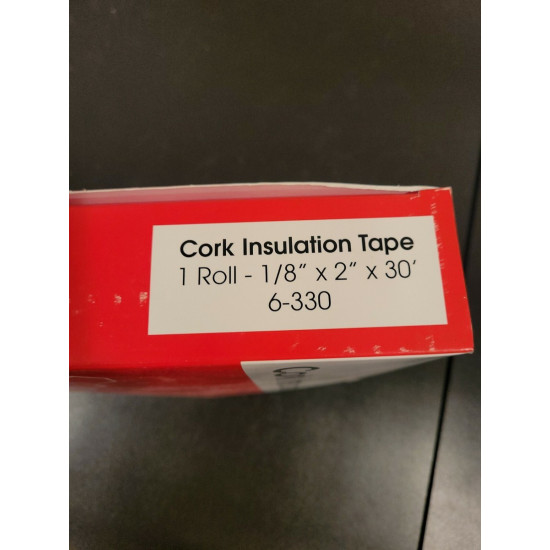 Cork Insulation Tape
1 Roll - 1/8” x 2” x 30’
6-330